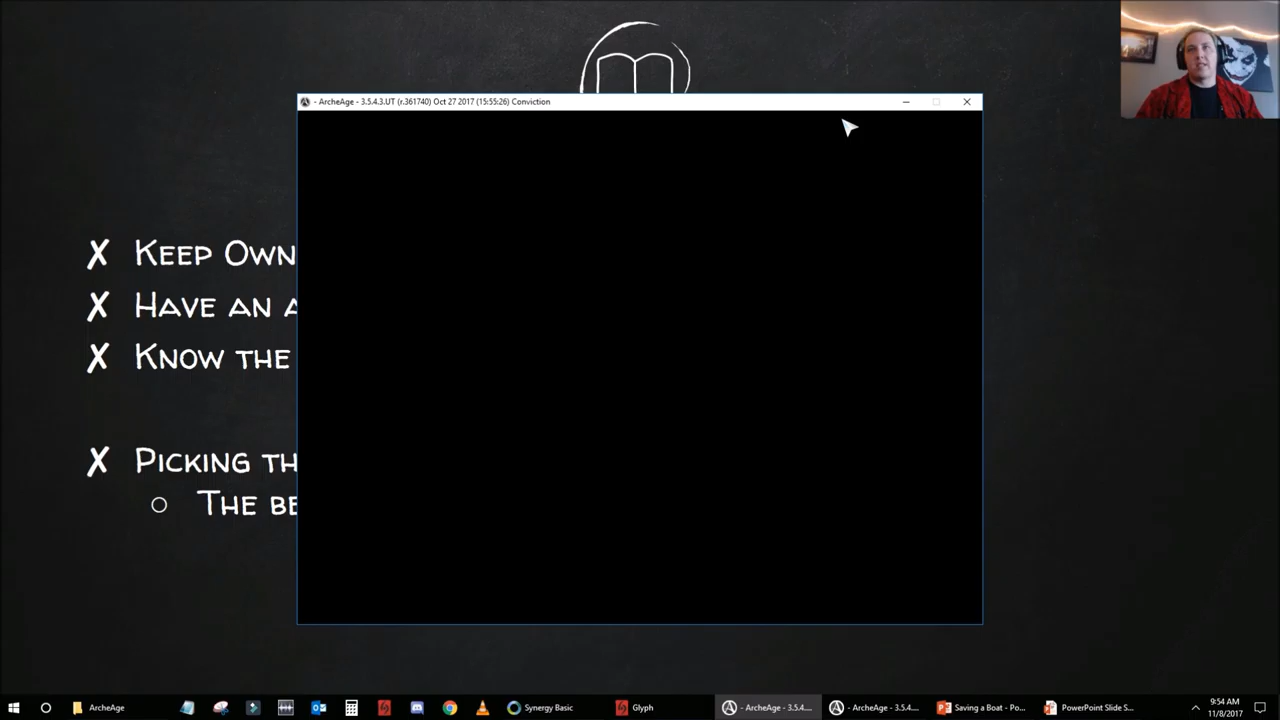 - ArcheAge - 3.5.4.3.UT (r.361740) Oct 27 2017 (15:55:26) Conviction
✗ Keep Own
✗ Have an a
✗ Know the
✗ Picking th
○ The be
ArcheAge
Synergy Basic
Glyph
- ArcheAge - 3.5.4....
- ArcheAge - 3.5.4....
Saving a Boat - Po...
PowerPoint Slide S...
9:54 AM
11/8/2017